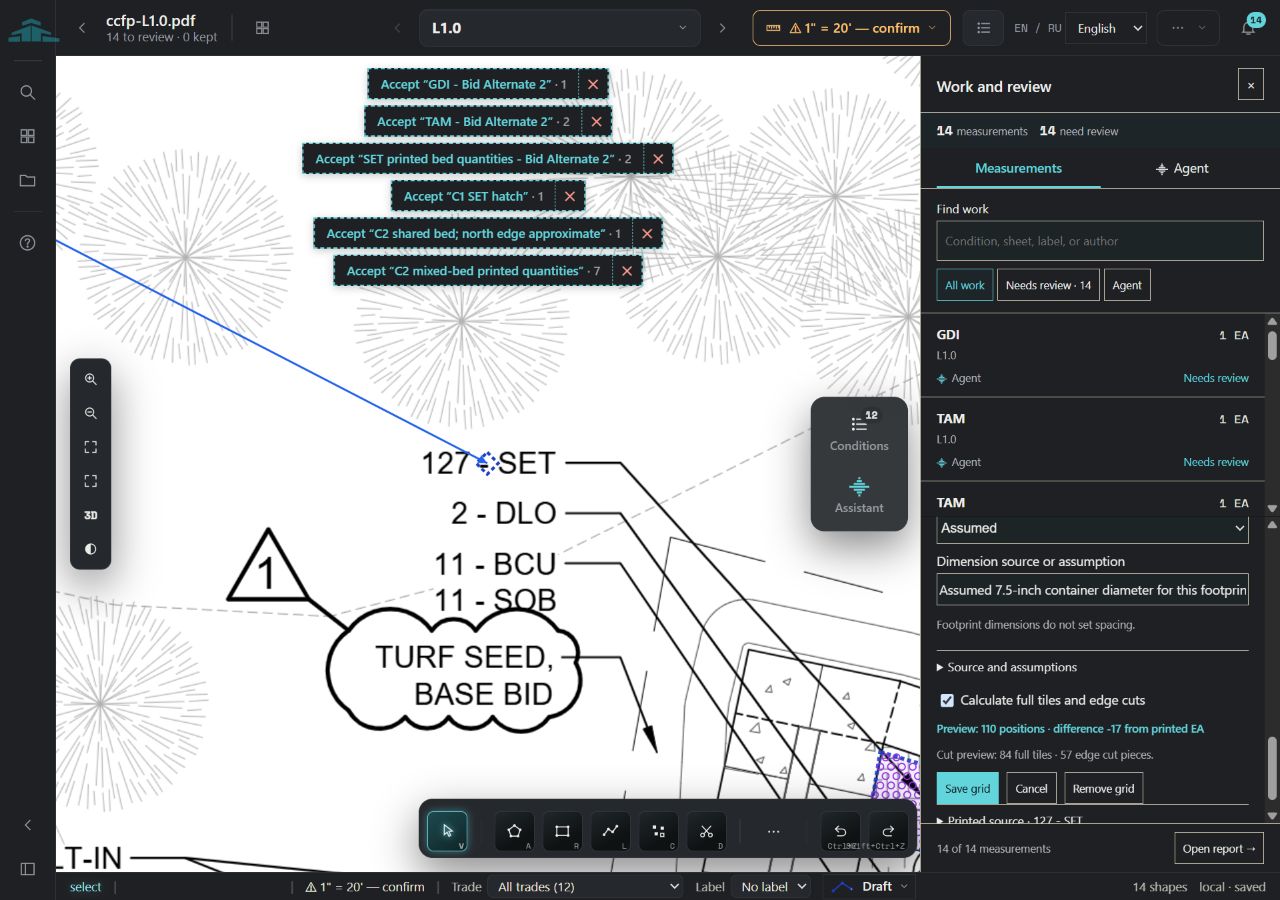 ccfp-L1.0.pdf
14 to review · 0 kept
L1.0
1" = 20' — confirm
EN / RU
English
14
Accept “GDI - Bid Alternate 2” · 1
Accept “TAM - Bid Alternate 2” · 2
Accept “SET printed bed quantities - Bid Alternate 2” · 2
Accept “C1 SET hatch” · 1
Accept “C2 shared bed; north edge approximate” · 1
Accept “C2 mixed-bed printed quantities” · 7
3D
12
Conditions
Assistant
127 - SET
2 - DLO
11 - BCU
11 - SOB
1
TURF SEED,
BASE BID
LT-IN
V
A
R
L
C
D
Work and review
14 measurements 14 need review
Measurements
Agent
Find work
Condition, sheet, label, or author
All work
Needs review · 14
Agent
GDI 1 EA
L1.0
Agent Needs review
TAM 1 EA
L1.0
Agent Needs review
TAM 1 EA
Assumed
Dimension source or assumption
Assumed 7.5-inch container diameter for this footprin
Footprint dimensions do not set spacing.
Source and assumptions
Calculate full tiles and edge cuts
Preview: 110 positions · difference -17 from printed EA
Cut preview: 84 full tiles · 57 edge cut pieces.
Save grid
Cancel
Remove grid
Printed source · 127 - SET
14 of 14 measurements
Open report →
select
1" = 20' — confirm
Trade
All trades (12)
Label
No label
Draft
14 shapes
local · saved